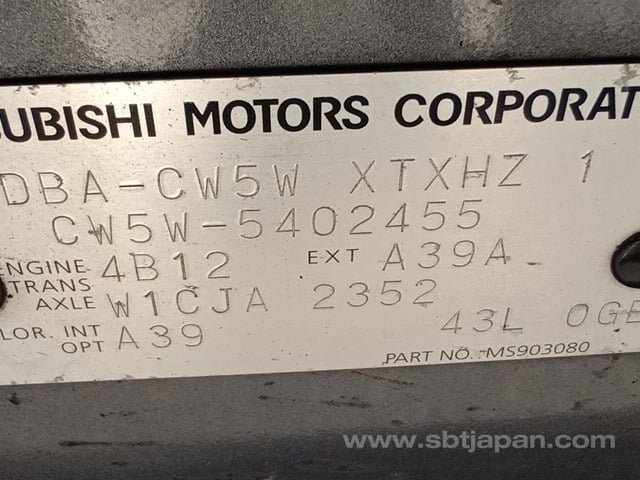 UBISHI MOTORS CORPORAT
DBA-CW5W XTXHZ 1
CW5W-5402455
ENGINE 4B12 EXT A39A
TRANS
AXLE W1CJA 2352
LOR. INT A39
OPT
43L OGE
PART NO. MS903080
www.sbtjapan.com